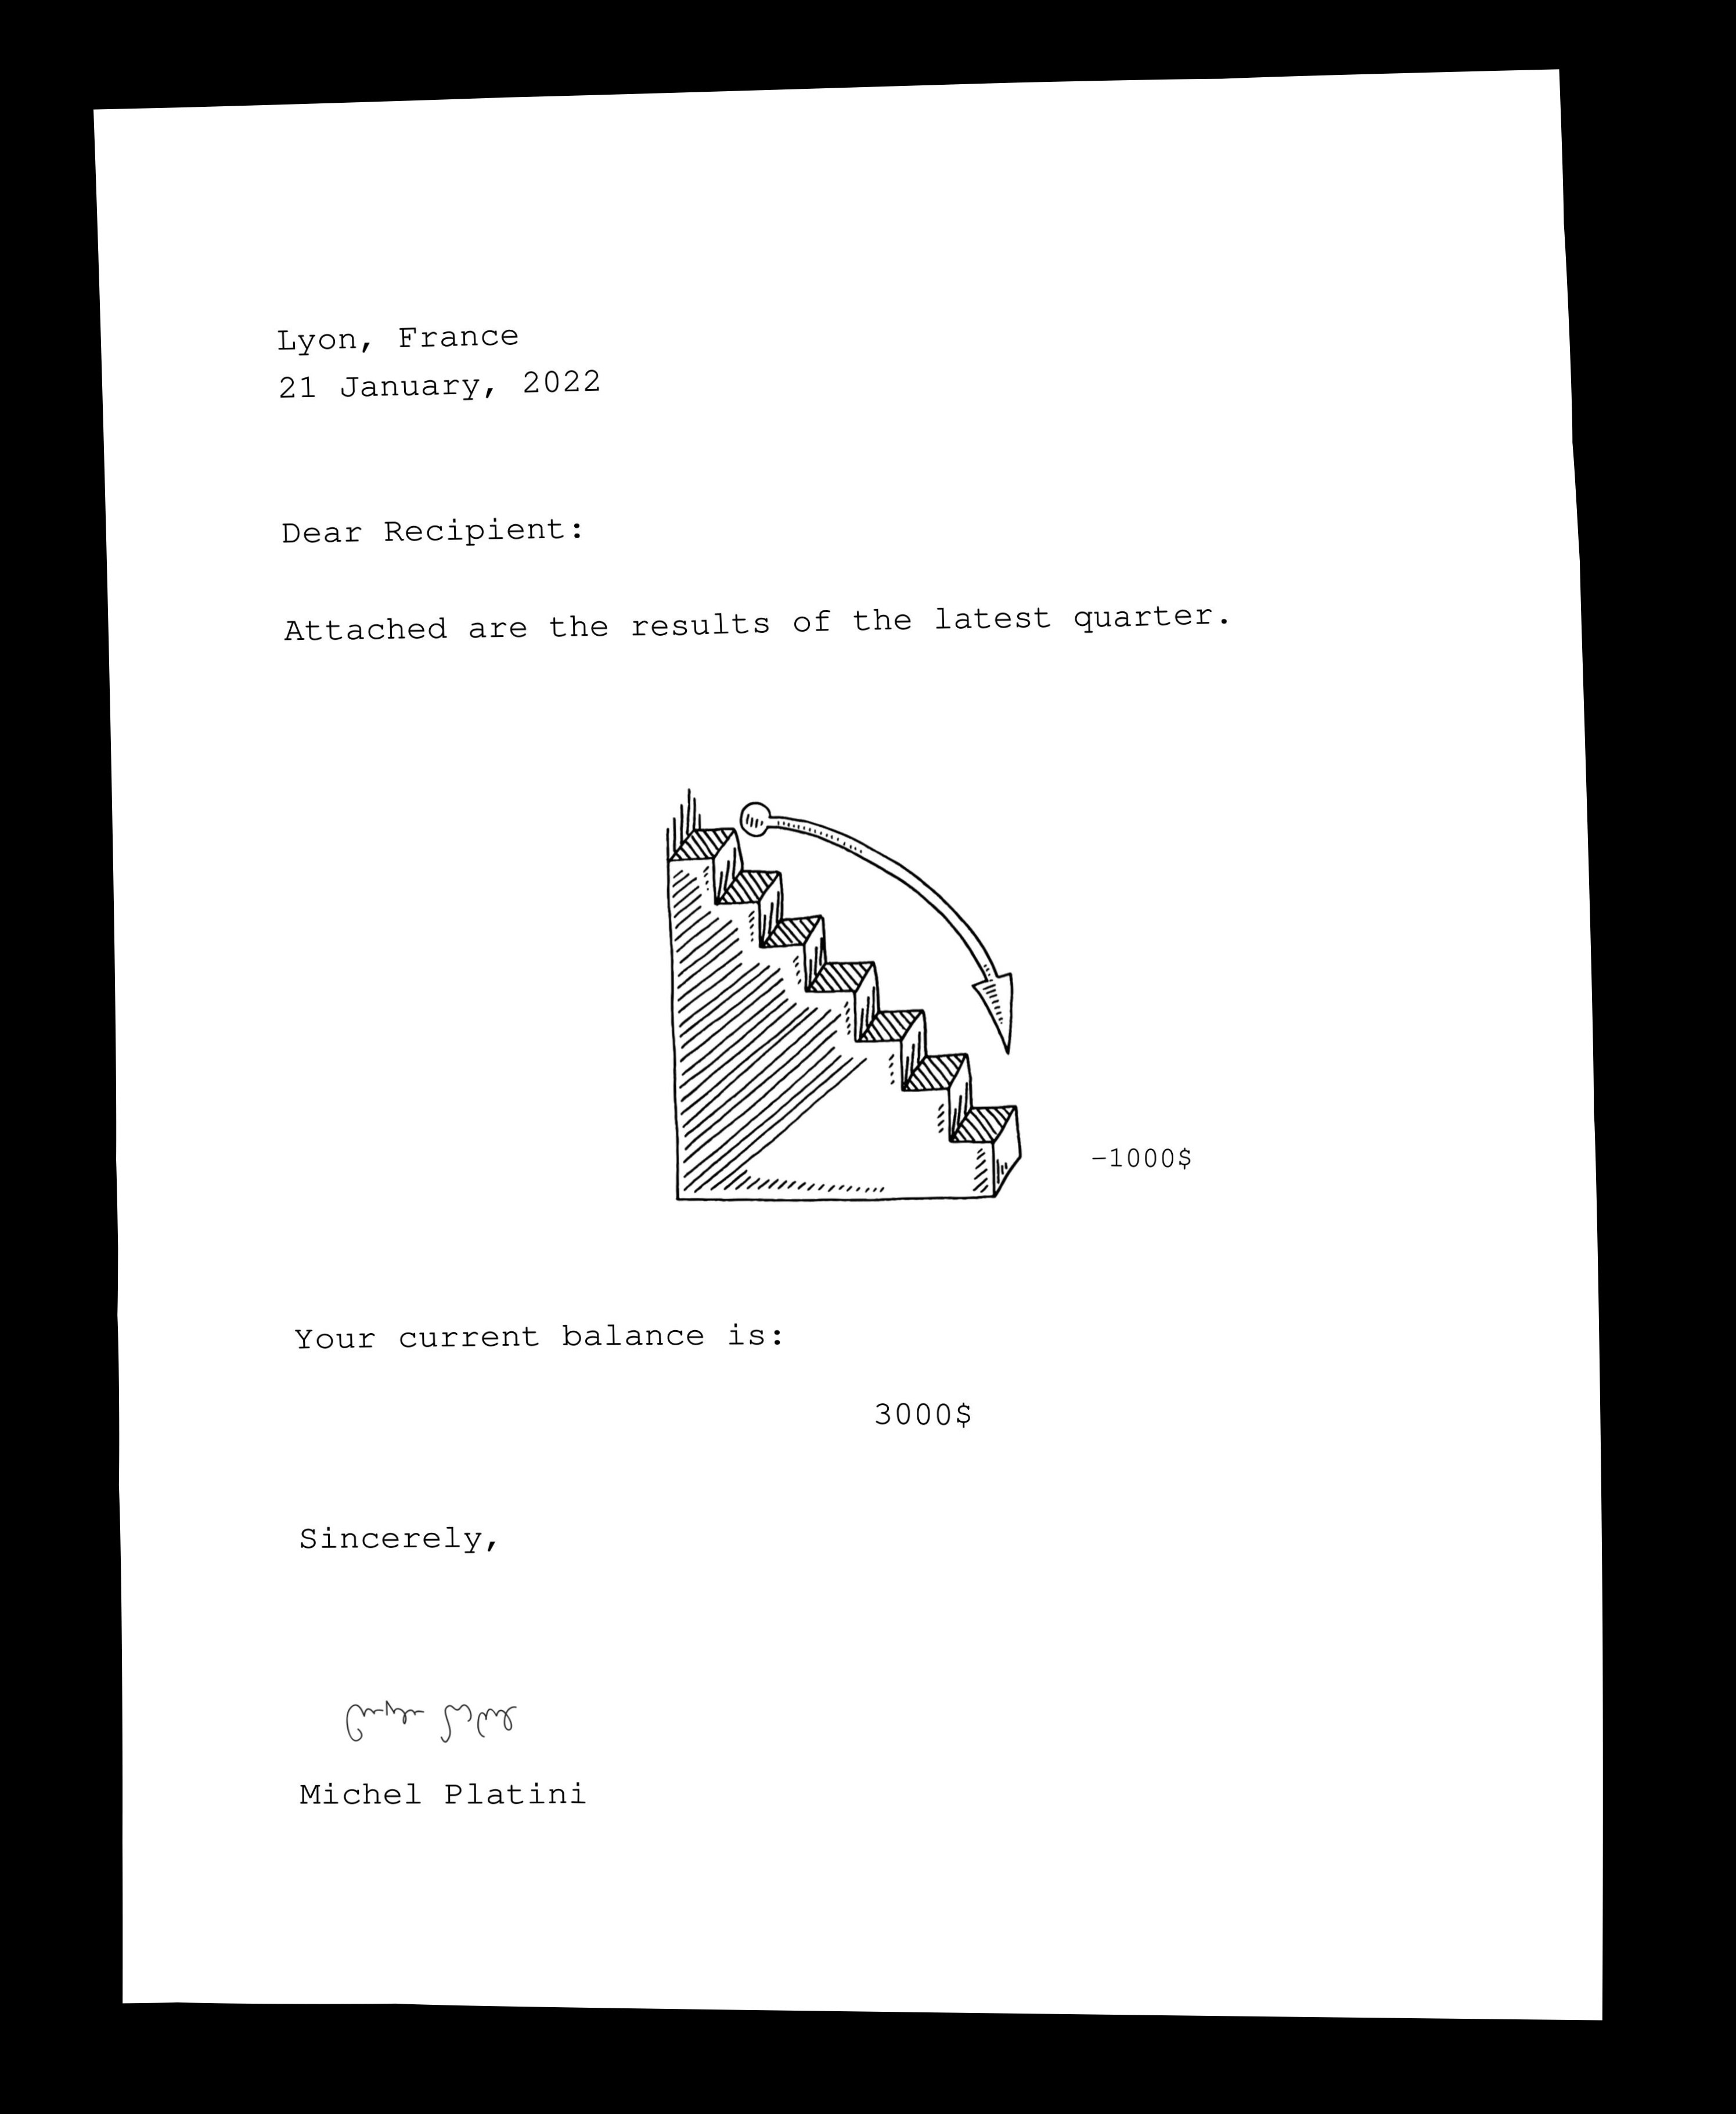 Lyon, France
21 January, 2022
Dear Recipient:
Attached are the results of the latest quarter.
-1000$
Your current balance is:
3000$
Sincerely,
Michel Platini